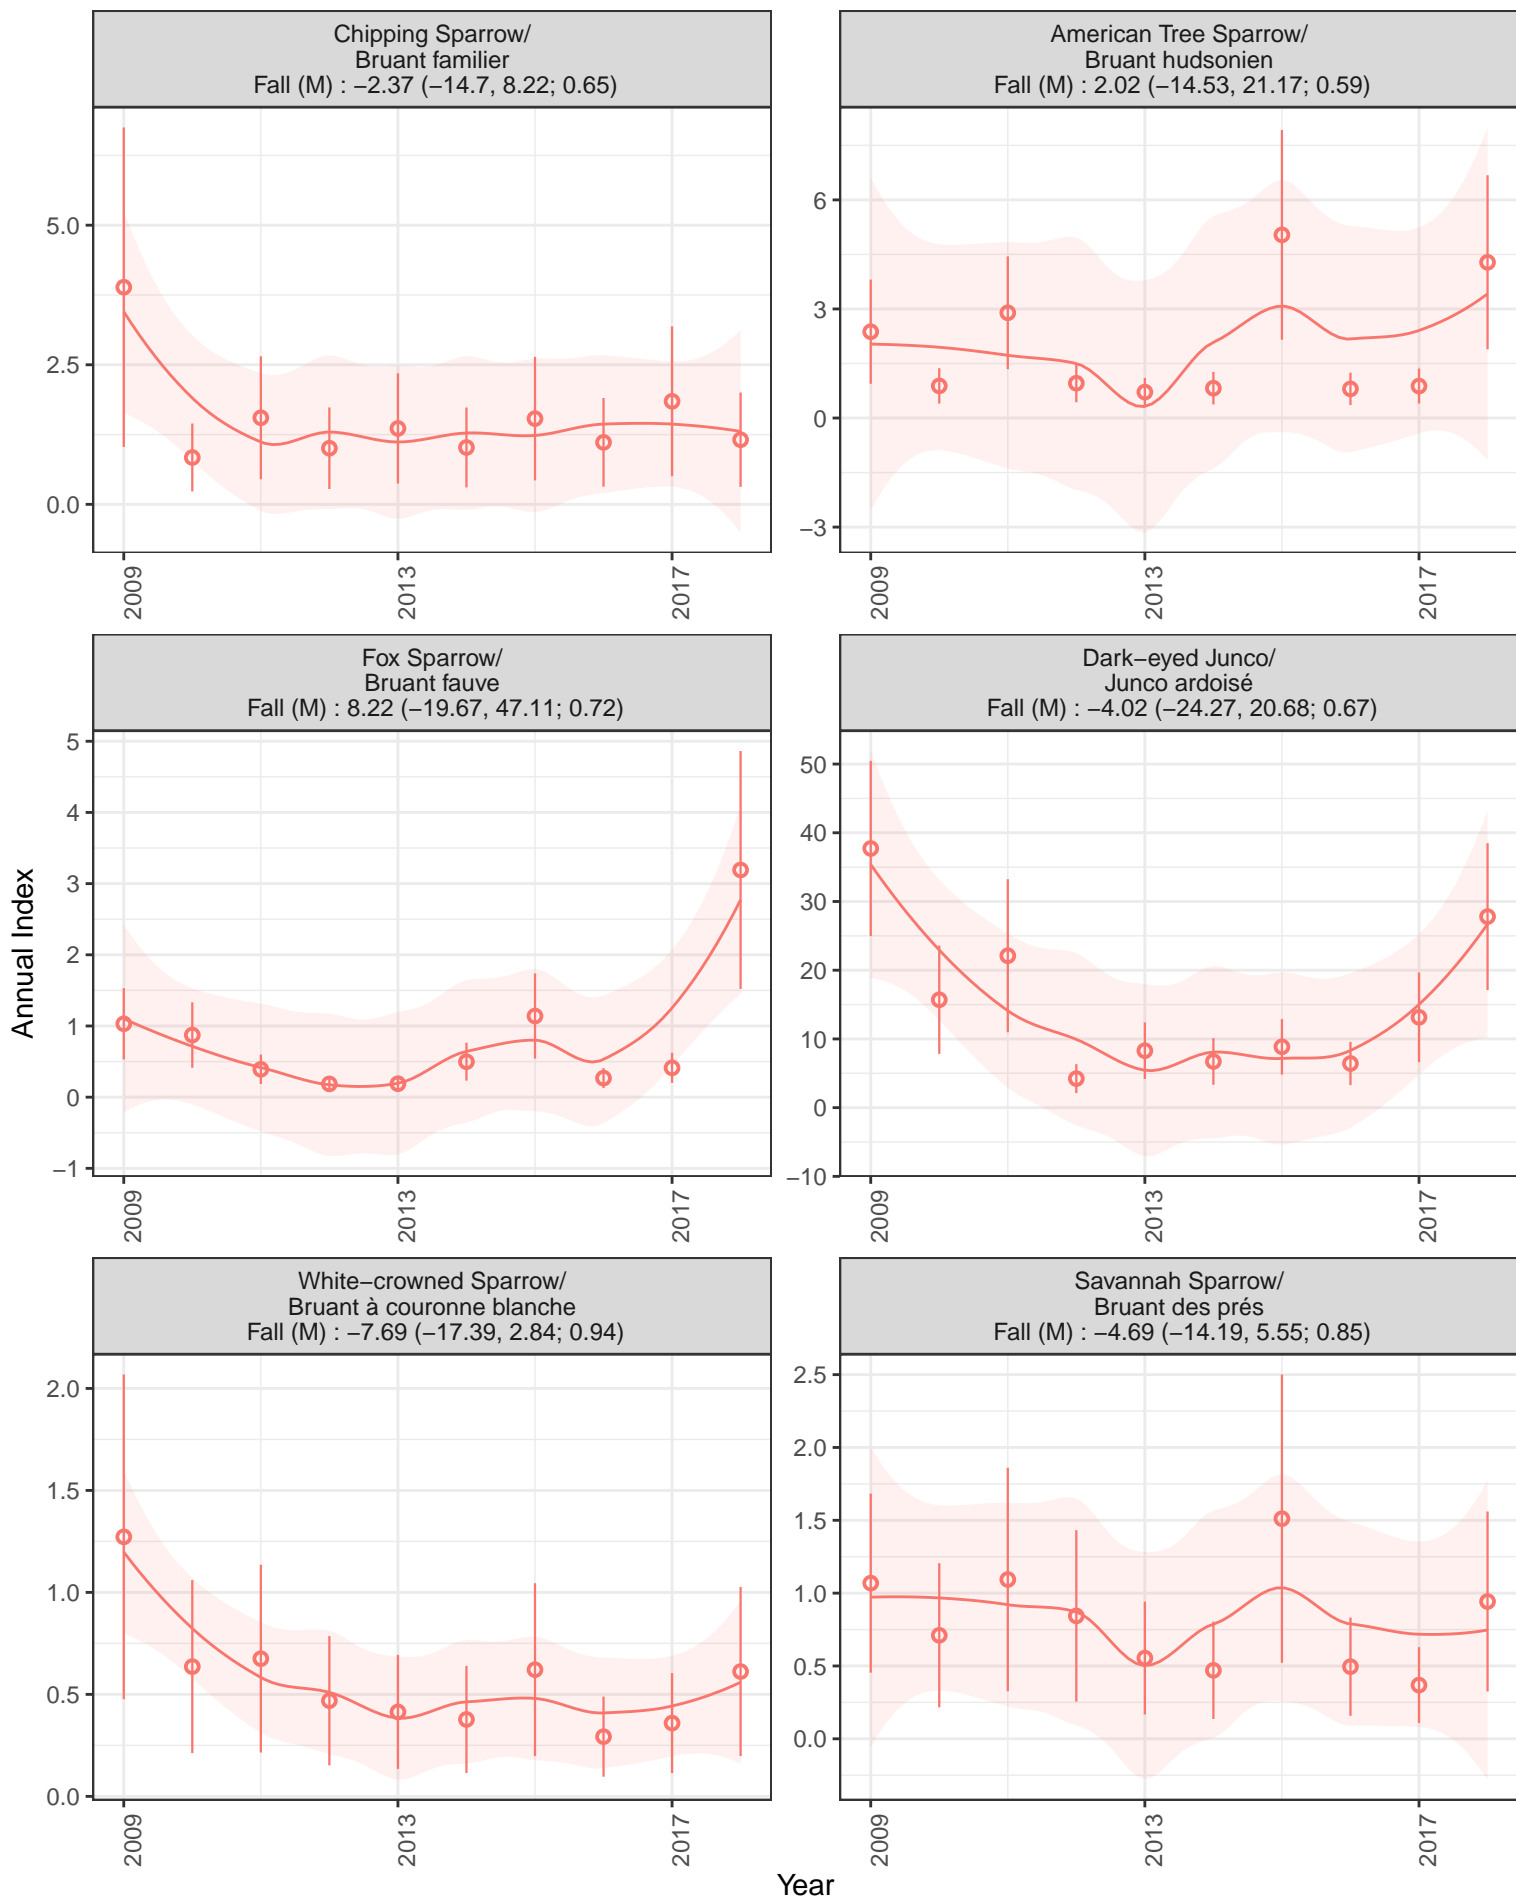 Chipping Sparrow/
Bruant familier
Fall (M) : −2.37 (−14.7, 8.22; 0.65)
5.0
2.5
0.0
2009
2013
2017
American Tree Sparrow/
Bruant hudsonien
Fall (M) : 2.02 (−14.53, 21.17; 0.59)
6
3
0
−3
2009
2013
2017
Annual Index
Fox Sparrow/
Bruant fauve
Fall (M) : 8.22 (−19.67, 47.11; 0.72)
5
4
3
2
1
0
−1
2009
2013
2017
Dark−eyed Junco/
Junco ardoisé
Fall (M) : −4.02 (−24.27, 20.68; 0.67)
50
40
30
20
10
0
−10
2009
2013
2017
White−crowned Sparrow/
Bruant à couronne blanche
Fall (M) : −7.69 (−17.39, 2.84; 0.94)
2.0
1.5
1.0
0.5
0.0
2009
2013
2017
Savannah Sparrow/
Bruant des prés
Fall (M) : −4.69 (−14.19, 5.55; 0.85)
2.5
2.0
1.5
1.0
0.5
0.0
2009
2013
2017
Year